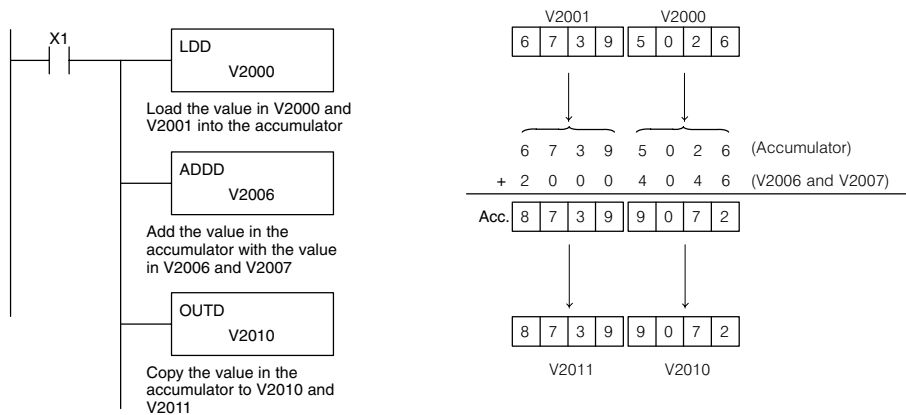 X1
LDD
V2000
Load the value in V2000 and
V2001 into the accumulator
ADDD
V2006
Add the value in the
accumulator with the value
in V2006 and V2007
OUTD
V2010
Copy the value in the
accumulator to V2010 and
V2011
V2001 V2000
6 7 3 9 5 0 2 6
6 7 3 9 5 0 2 6 (Accumulator)
+ 2 0 0 0 4 0 4 6 (V2006 and V2007)
Acc. 8 7 3 9 9 0 7 2
8 7 3 9 9 0 7 2
V2011 V2010